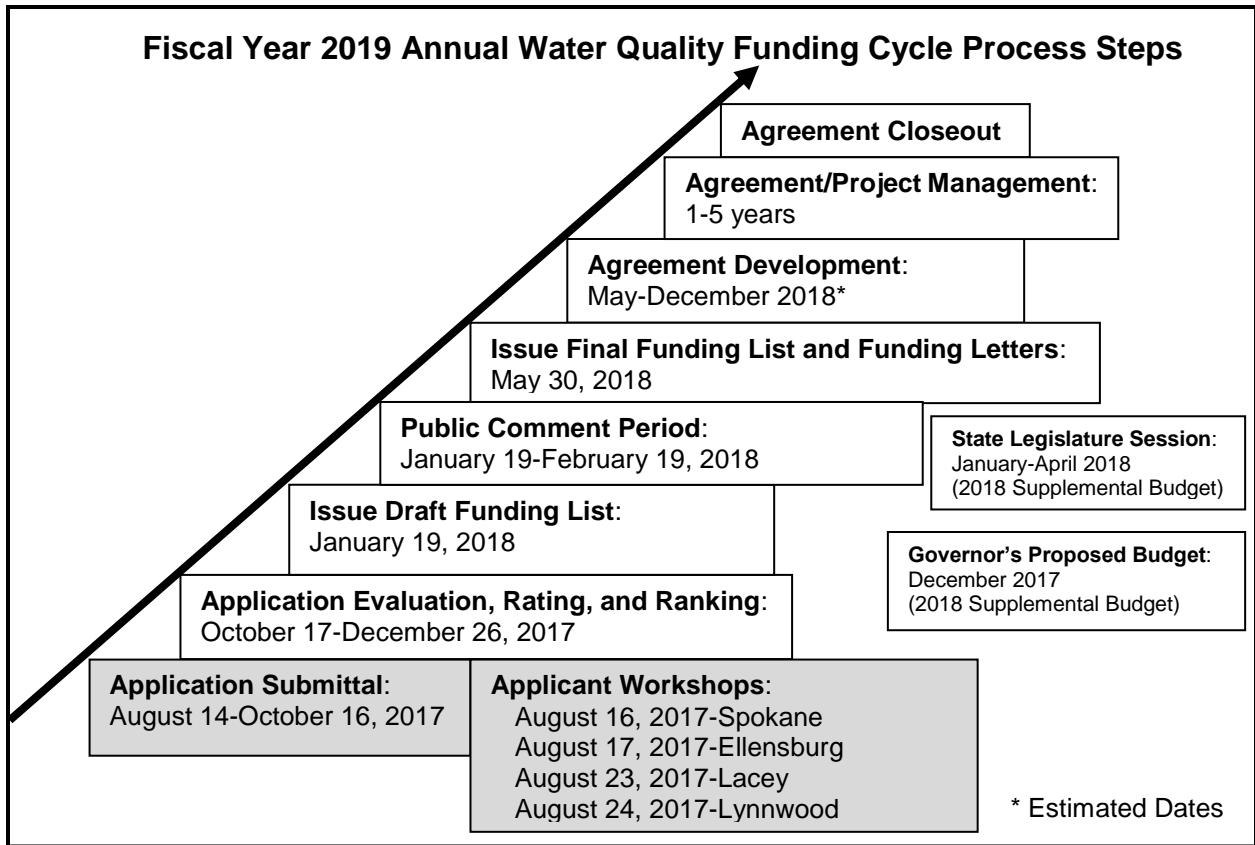 Fiscal Year 2019 Annual Water Quality Funding Cycle Process Steps
Agreement Closeout
Agreement/Project Management:
1-5 years
Agreement Development:
May-December 2018*
Issue Final Funding List and Funding Letters:
May 30, 2018
Public Comment Period:
January 19-February 19, 2018
State Legislature Session:
January-April 2018
(2018 Supplemental Budget)
Issue Draft Funding List:
January 19, 2018
Governor's Proposed Budget:
December 2017
(2018 Supplemental Budget)
Application Evaluation, Rating, and Ranking:
October 17-December 26, 2017
Application Submittal:
August 14-October 16, 2017
Applicant Workshops:
August 16, 2017-Spokane
August 17, 2017-Ellensburg
August 23, 2017-Lacey
August 24, 2017-Lynnwood
* Estimated Dates